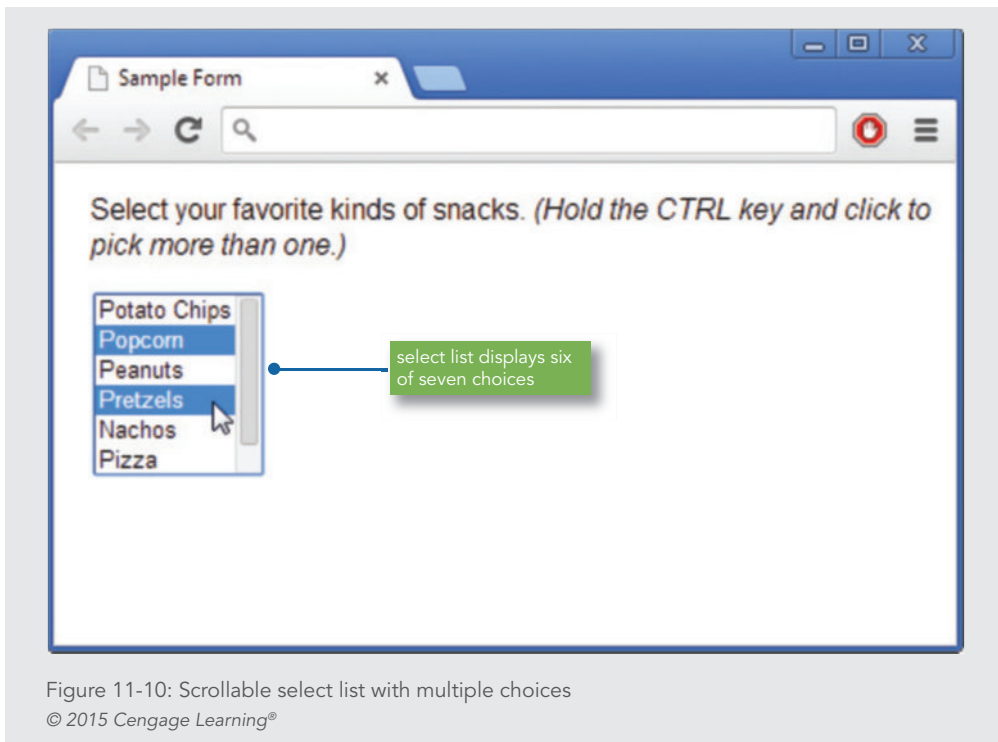 Sample Form
Select your favorite kinds of snacks. (Hold the CTRL key and click to
pick more than one.)
Potato Chips
Popcorn
Peanuts
Pretzels
Nachos
Pizza
select list displays six
of seven choices
Figure 11-10: Scrollable select list with multiple choices
© 2015 Cengage Learning®